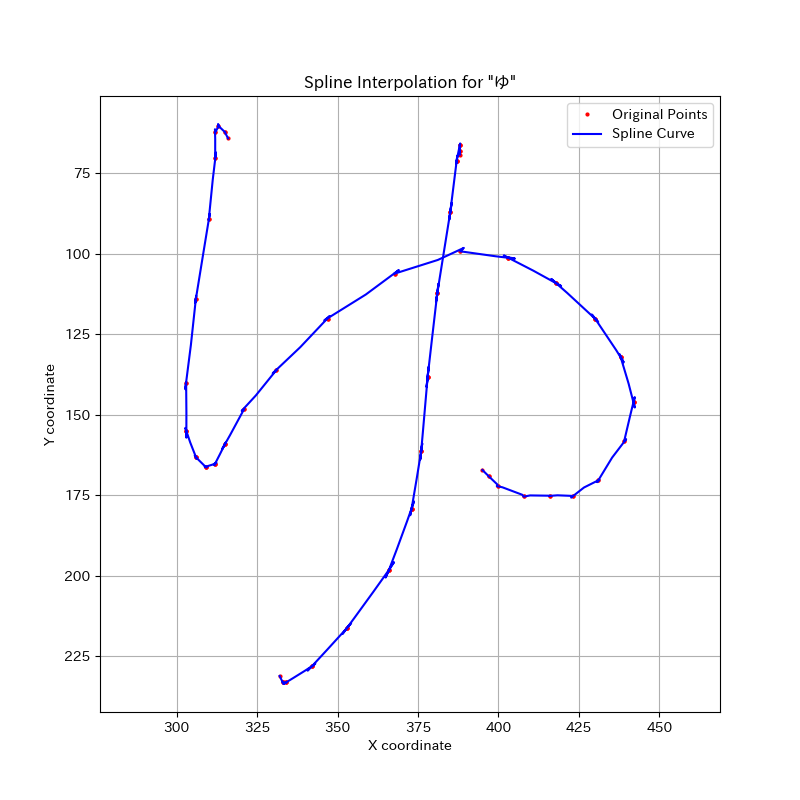 Spline Interpolation for "ゆ"
Original Points
Spline Curve
Y coordinate
75
100
125
150
175
200
225
300
325
350
375
400
425
450
X coordinate
ゆ